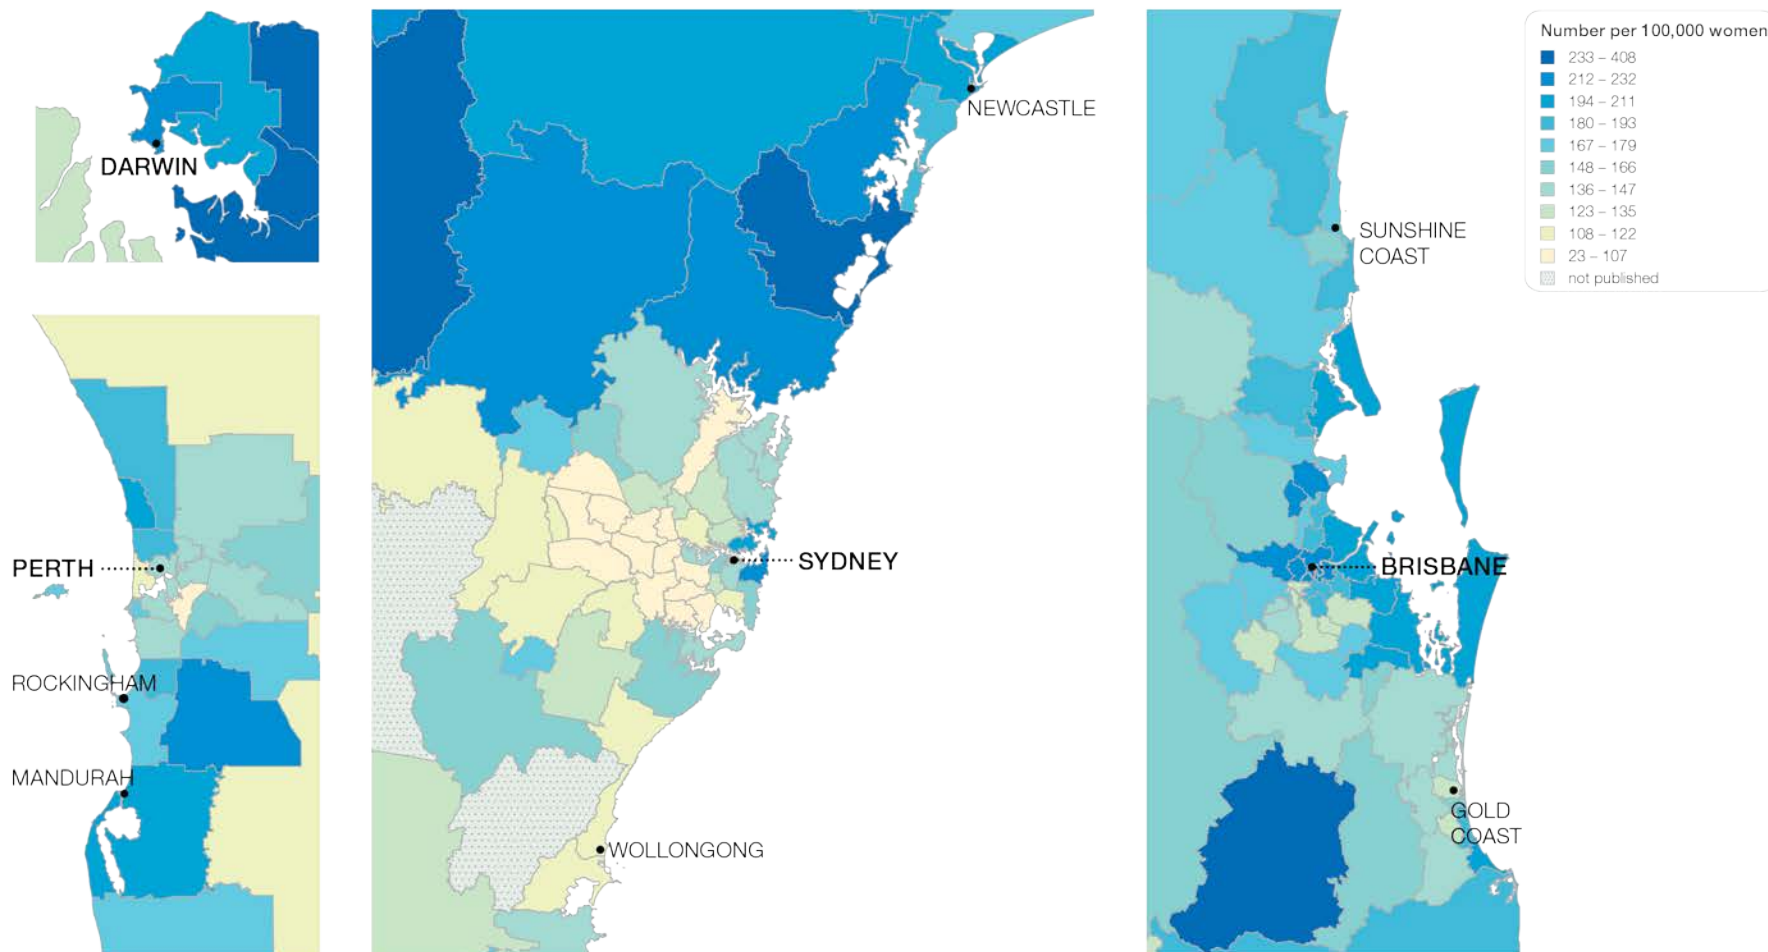 DARWIN
PERTH
ROCKINGHAM
MANDURAH
NEWCASTLE
SYDNEY
WOLLONGONG
SUNSHINE
COAST
BRISBANE
GOLD
COAST
Number per 100,000 women
233 – 408
212 – 232
194 – 211
180 – 193
167 – 179
148 – 166
136 – 147
123 – 135
108 – 122
23 – 107
not published